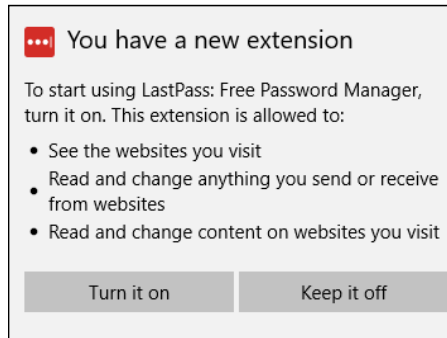 You have a new extension
To start using LastPass: Free Password Manager,
turn it on. This extension is allowed to:
• See the websites you visit
• Read and change anything you send or receive
from websites
• Read and change content on websites you visit
Turn it on Keep it off